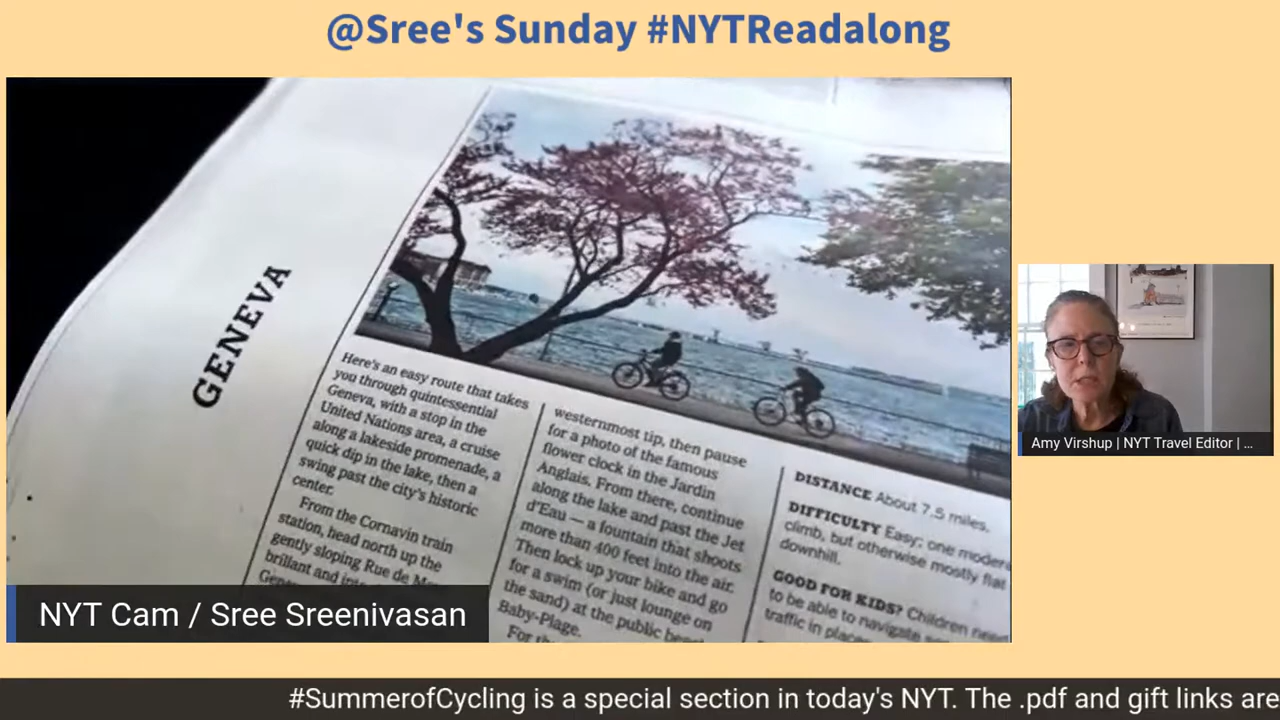 @Sree's Sunday #NYTReadalong
GENEVA
Here's an easy route that takes
you through quintessential
Geneva, with a stop in the
United Nations area, a cruise
along a lakeside promenade, a
quick dip in the lake, then a
swing past the city's historic
center.
From the Cornavin train
station, head north up the
gently sloping Rue de
brilliant and
westernmost tip, then pause
for a photo of the famous
flower clock in the Jardin
Anglais. From there, continue
along the lake and past the Jet
d'Eau — a fountain that shoots
more than 400 feet into the air.
Then lock up your bike and go
for a swim (or just lounge on
the sand) at the public
Baby-Plage.
DISTANCE About 7.5 miles.
DIFFICULTY Easy; one
climb, but otherwise mostly flat
downhill.
GOOD FOR KIDS? Children need
to be able to navigate
traffic in
NYT Cam / Sree Sreenivasan
Amy Virshup | NYT Travel Editor | ...
#SummerofCycling is a special section in today's NYT. The .pdf and gift links are